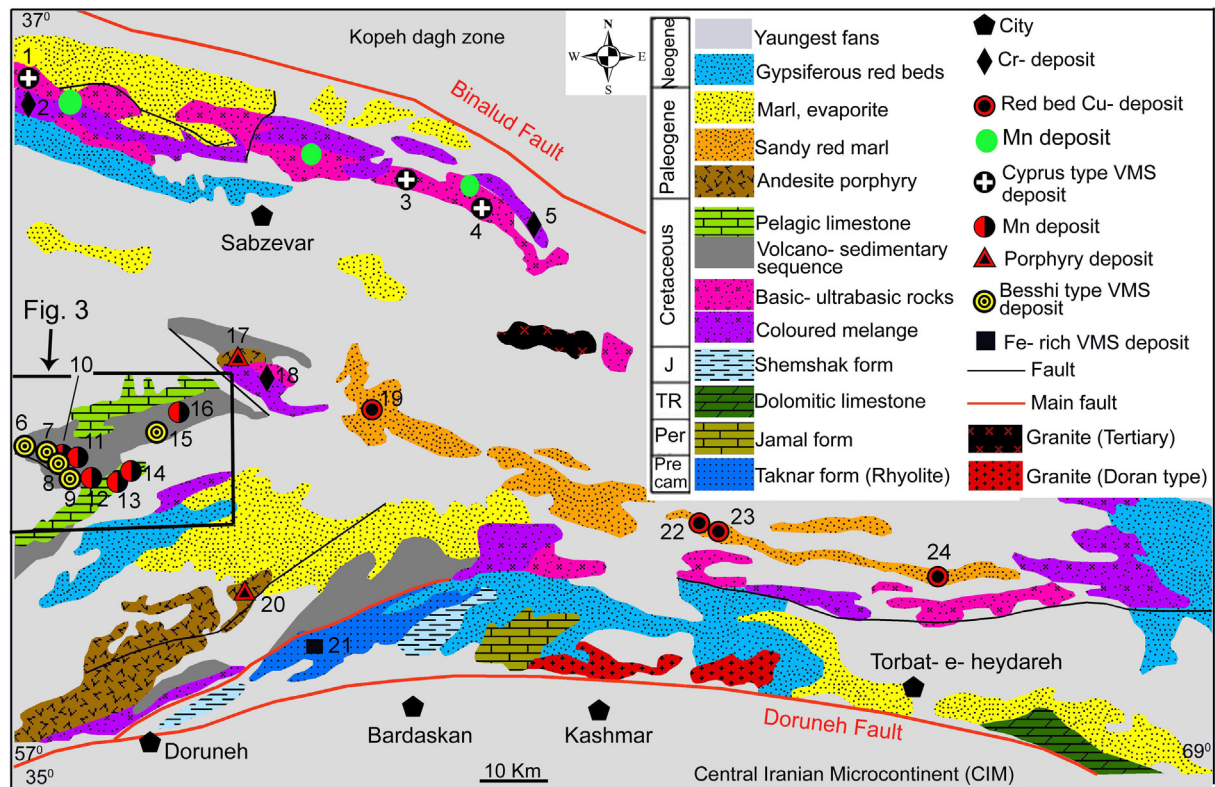 37⁰
Kopeh dagh zone
N
W
E
S
Binalud Fault
1
2
3
4
5
Sabzevar
Fig. 3
10
17
18
19
6
7
16
11
15
8
14
9
12
13
22
23
24
20
21
Torbat- e- heydareh
Doruneh
Bardaskan
Kashmar
Doruneh Fault
57⁰
35⁰
69⁰
10 Km
Central Iranian Microcontinent (CIM)
Neogene
Yaungest fans
Gypsiferous red beds
Paleogene
Marl, evaporite
Sandy red marl
Andesite porphyry
Cretaceous
Pelagic limestone
Volcano- sedimentary
sequence
Basic- ultrabasic rocks
Coloured melange
J
Shemshak form
TR
Dolomitic limestone
Per
Jamal form
Pre
cam
Taknar form (Rhyolite)
City
Cr- deposit
Red bed Cu- deposit
Mn deposit
Cyprus type VMS
deposit
Mn deposit
Porphyry deposit
Besshi type VMS
deposit
Fe- rich VMS deposit
Fault
Main fault
Granite (Tertiary)
Granite (Doran type)